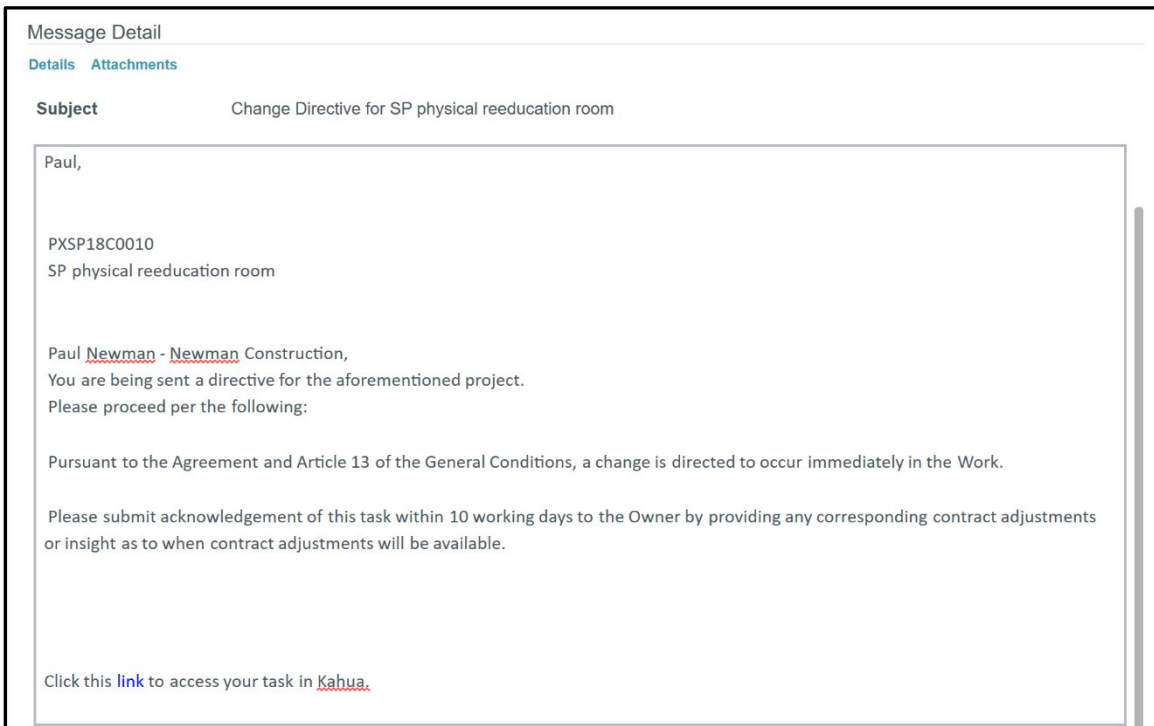 Message Detail
Details Attachments
Subject Change Directive for SP physical reeducation room
Paul,
PXSP18C0010
SP physical reeducation room
Paul Newman - Newman Construction,
You are being sent a directive for the aforementioned project.
Please proceed per the following:
Pursuant to the Agreement and Article 13 of the General Conditions, a change is directed to occur immediately in the Work.
Please submit acknowledgement of this task within 10 working days to the Owner by providing any corresponding contract adjustments
or insight as to when contract adjustments will be available.
Click this link to access your task in Kahua.